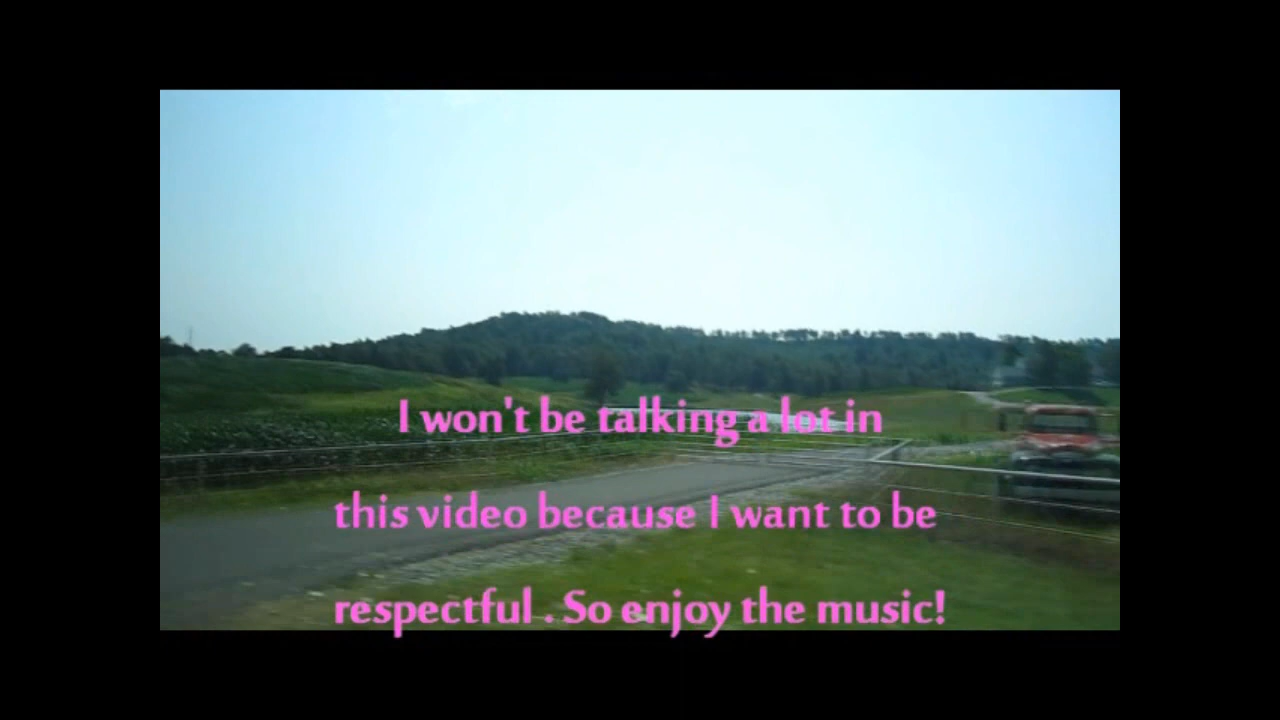 I won't be talking a lot in
this video because I want to be
respectful . So enjoy the music!